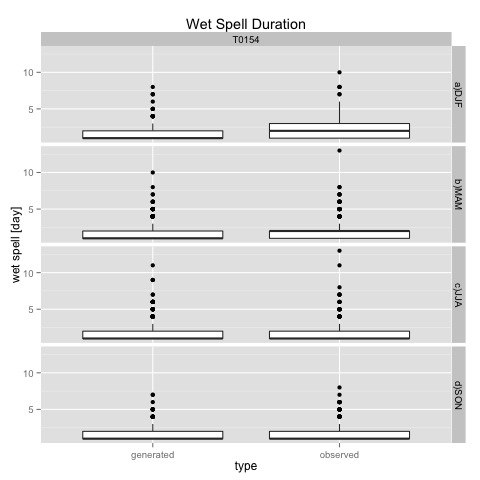 Wet Spell Duration
T0154
10
5
a)DJF
10
5
b)MAM
wet spell [day]
10
5
c)JJA
10
5
d)SON
generated observed
type